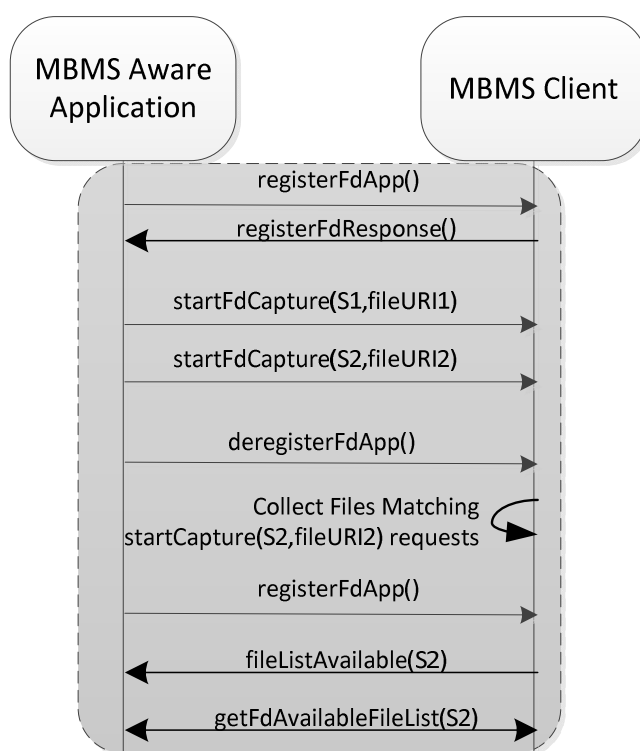 MBMS Aware
Application
MBMS Client
registerFdApp()
registerFdResponse()
startFdCapture(S1,fileURI1)
startFdCapture(S2,fileURI2)
deregisterFdApp()
Collect Files Matching
startCapture(S2,fileURI2) requests
registerFdApp()
fileListAvailable(S2)
getFdAvailableFileList(S2)